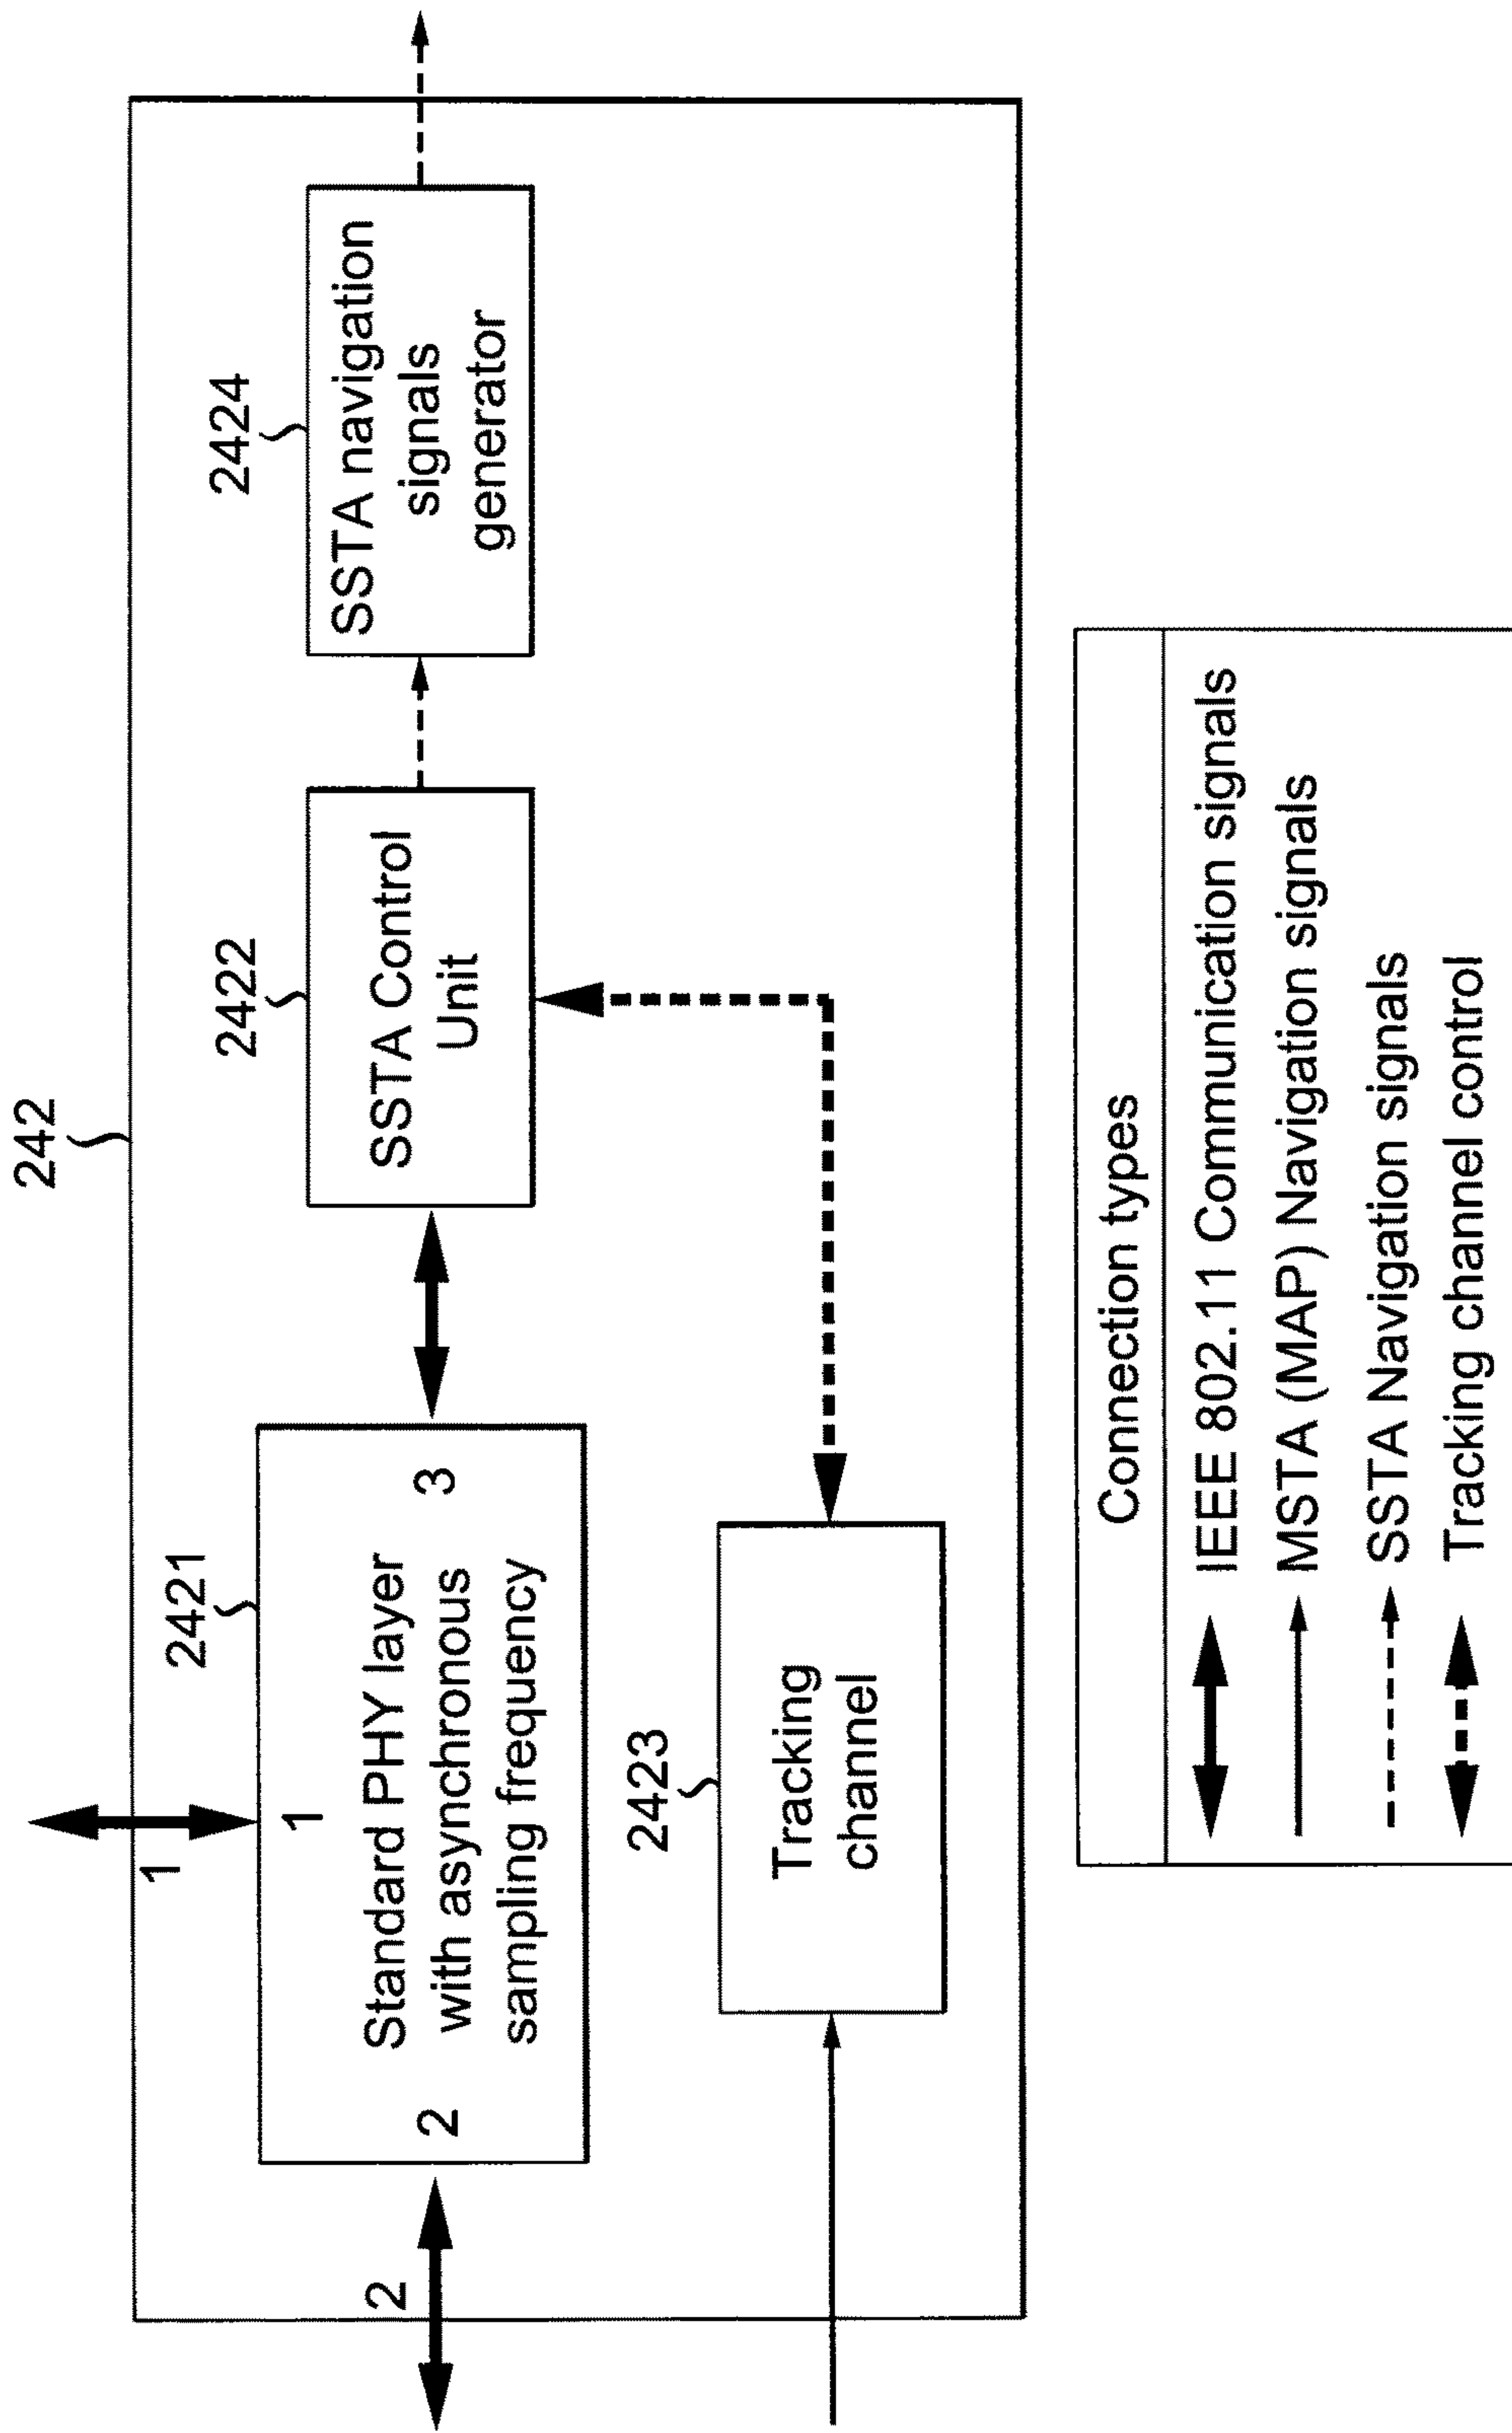 242
2421
1
1
2
2
3
Standard PHY layer
with asynchronous
sampling frequency
2422
SSTA Control
Unit
2424
SSTA navigation
signals
generator
2423
Tracking
channel
Connection types
IEEE 802.11 Communication signals
MSTA (MAP) Navigation signals
SSTA Navigation signals
Tracking channel control